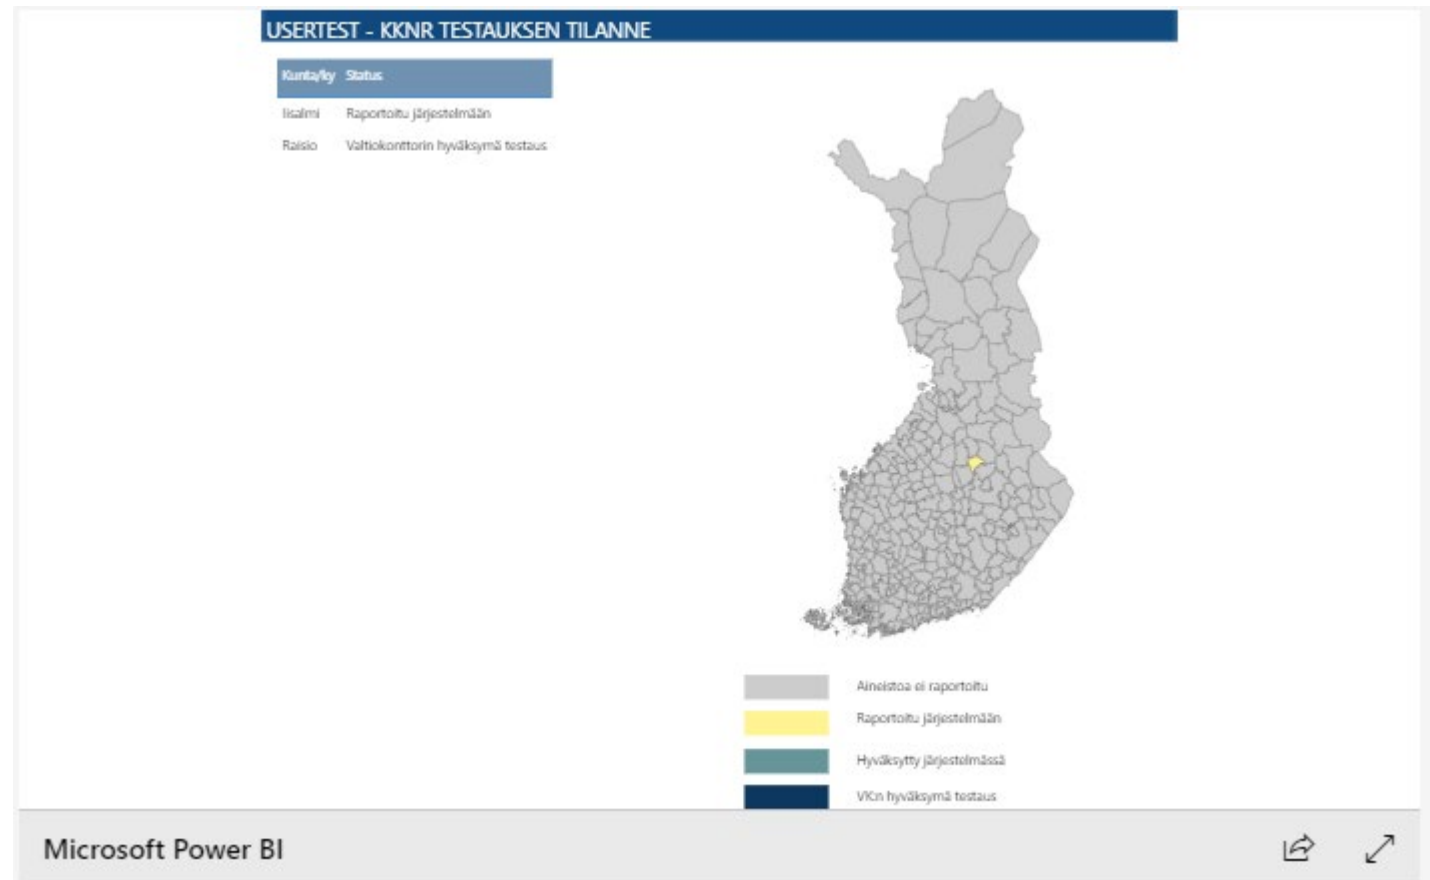 USERTEST - KKNR TESTAUKSEN TILANNE
Kunta/ky Status
Iisalmi Raportoitu järjestelmään
Raisio Valtiokonttorin hyväksymä testaus
Aineistoa ei raportoitu
Raportoitu järjestelmään
Hyväksytty järjestelmässä
VK:n hyväksymä testaus
Microsoft Power BI